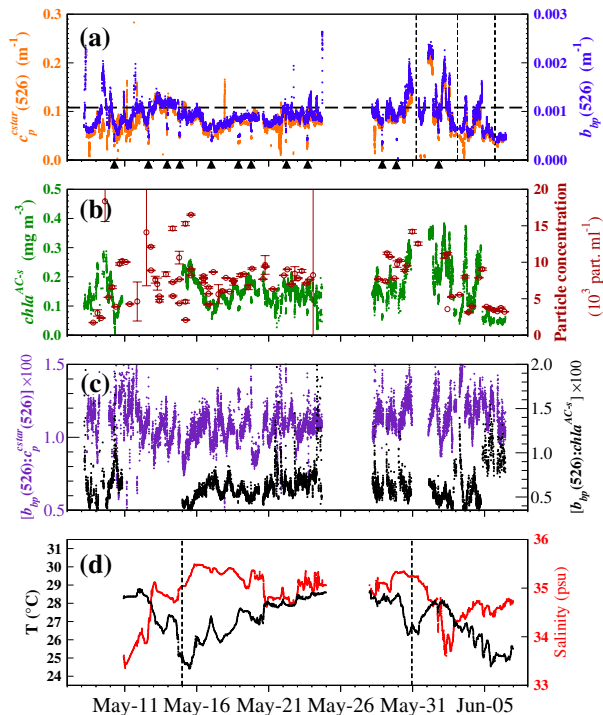 (a)
0.3
0.2
0.1
0.0
c_p^cstar(526) (m⁻¹)
0.003
0.002
0.001
0.000
b_bp(526) (m⁻¹)
(b)
0.5
0.4
0.3
0.2
0.1
0.0
chla^AC-s (mg m⁻³)
20
15
10
5
0
Particle concentration
(10³ part. ml⁻¹)
(c)
1.5
1.0
0.5
[b_bp(526):c_p^cstar(526)] ×100
2.0
1.5
1.0
0.5
[b_bp(526):chla^AC-s] ×100
(d)
31
30
29
28
27
26
25
24
T (°C)
36
35
34
33
Salinity (psu)
May-11 May-16 May-21 May-26 May-31 Jun-05